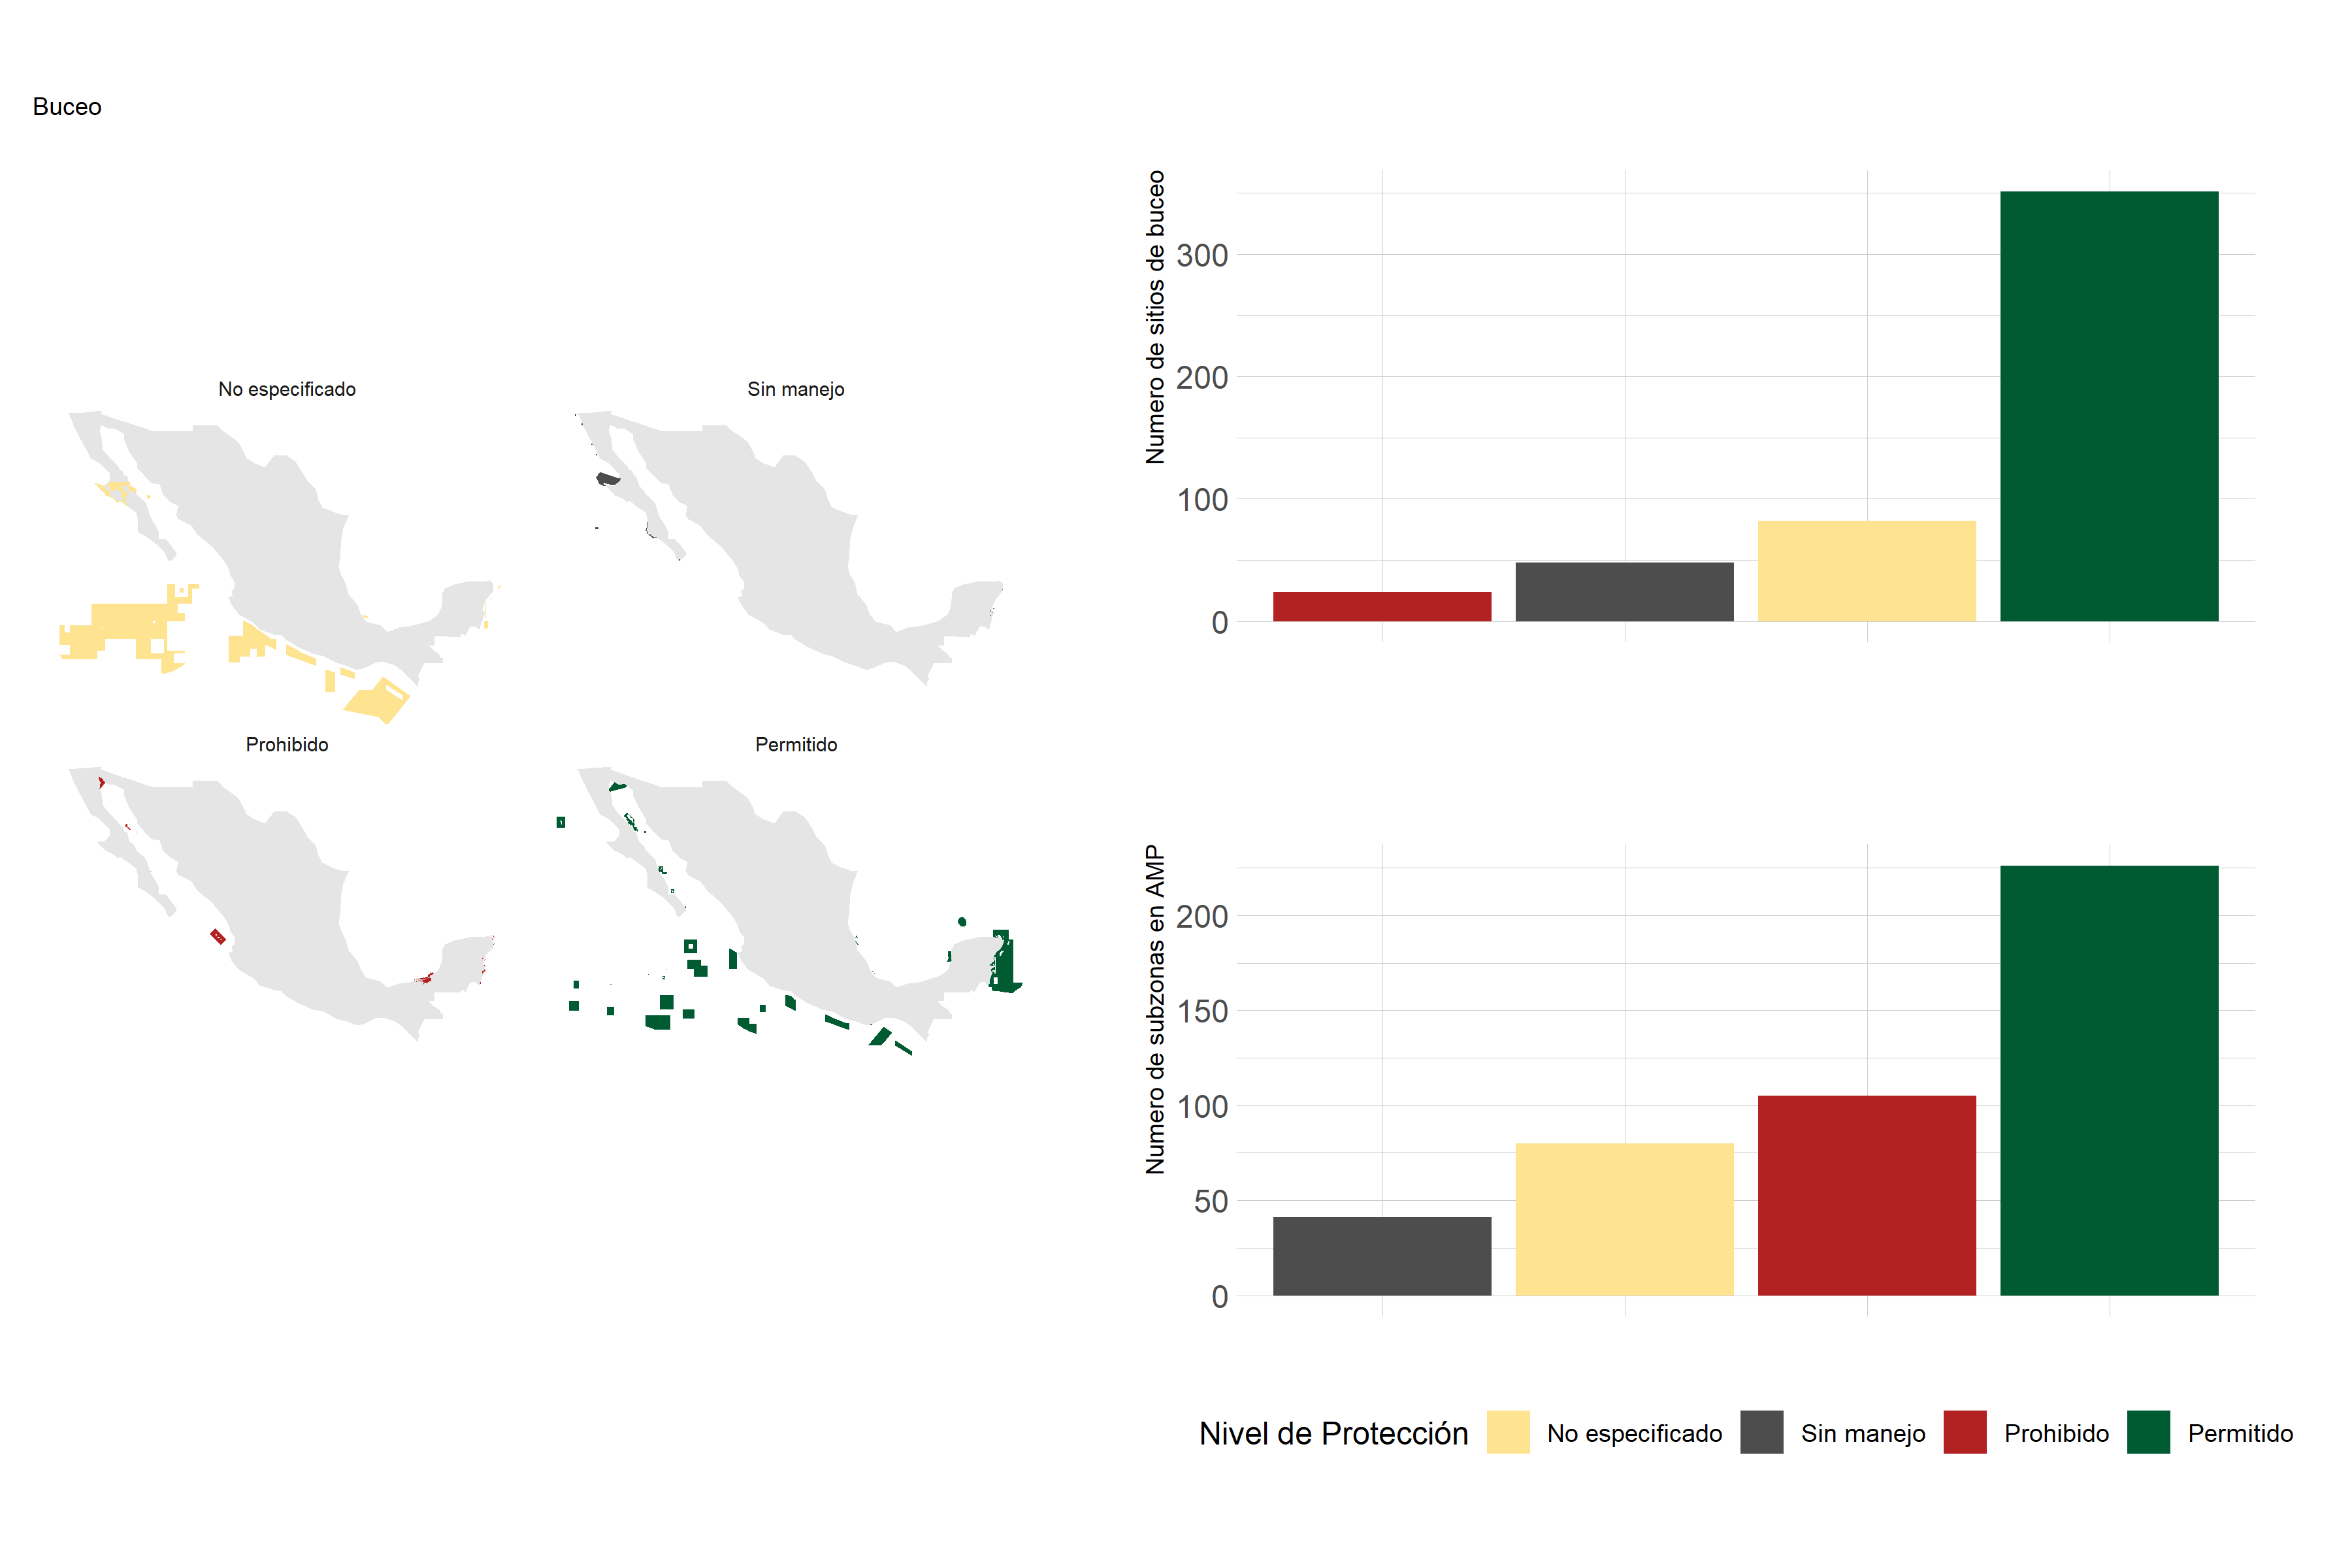 Buceo
No especificado
Sin manejo
Prohibido
Permitido
Numero de sitios de buceo
300
200
100
0
Numero de subzonas en AMP
200
150
100
50
0
Nivel de Protección
No especificado
Sin manejo
Prohibido
Permitido